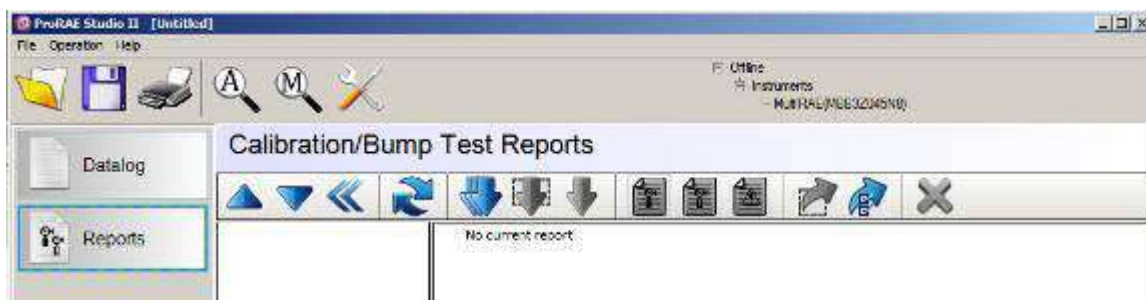 ProRAE Studio II [Untitled]
File Operation Help
A M
Offline
Instruments
Datalog
Calibration/Bump Test Reports
Reports
No current report